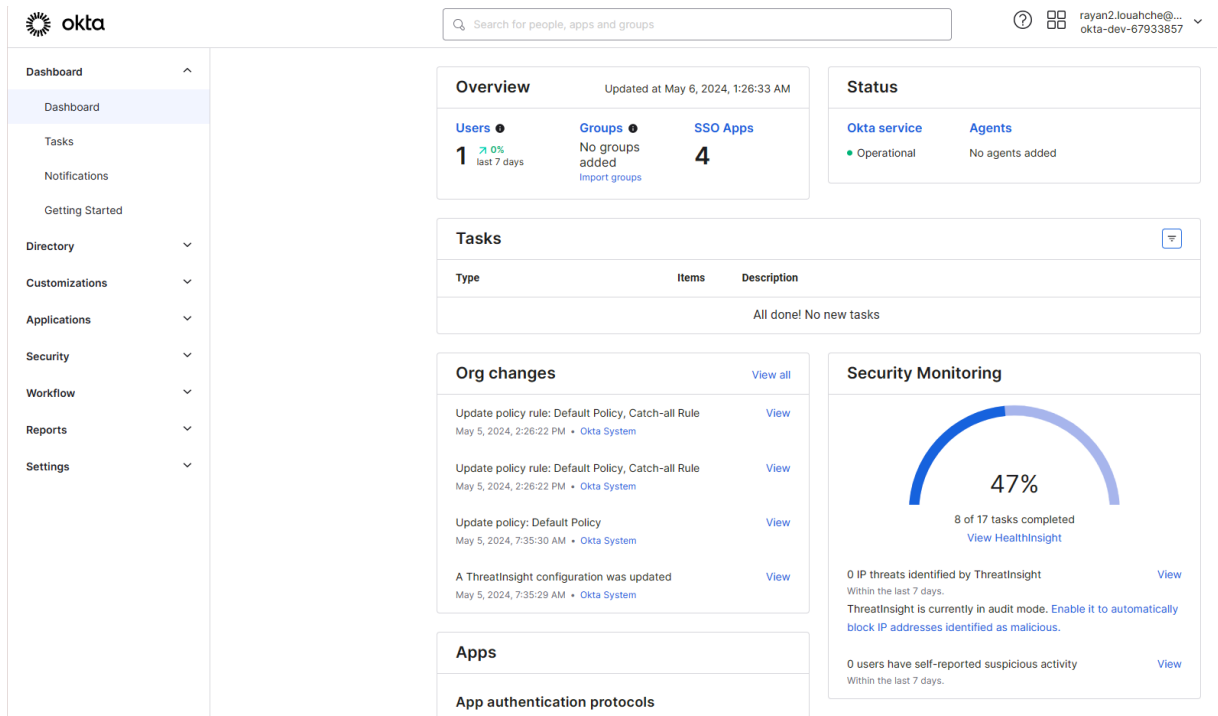 okta
Search for people, apps and groups
rayan2.louahche@...
okta-dev-67933857
Dashboard
Dashboard
Tasks
Notifications
Getting Started
Directory
Customizations
Applications
Security
Workflow
Reports
Settings
Overview
Updated at May 6, 2024, 1:26:33 AM
Users
1
0%
last 7 days
Groups
No groups
added
Import groups
SSO Apps
4
Status
Okta service
Operational
Agents
No agents added
Tasks
Type Items Description
All done! No new tasks
Org changes View all
Update policy rule: Default Policy, Catch-all Rule View
May 5, 2024, 2:26:22 PM • Okta System
Update policy rule: Default Policy, Catch-all Rule View
May 5, 2024, 2:26:22 PM • Okta System
Update policy: Default Policy View
May 5, 2024, 7:35:30 AM • Okta System
A ThreatInsight configuration was updated View
May 5, 2024, 7:35:29 AM • Okta System
Security Monitoring
47%
8 of 17 tasks completed
View HealthInsight
0 IP threats identified by ThreatInsight View
Within the last 7 days.
ThreatInsight is currently in audit mode. Enable it to automatically
block IP addresses identified as malicious.
0 users have self-reported suspicious activity View
Within the last 7 days.
Apps
App authentication protocols